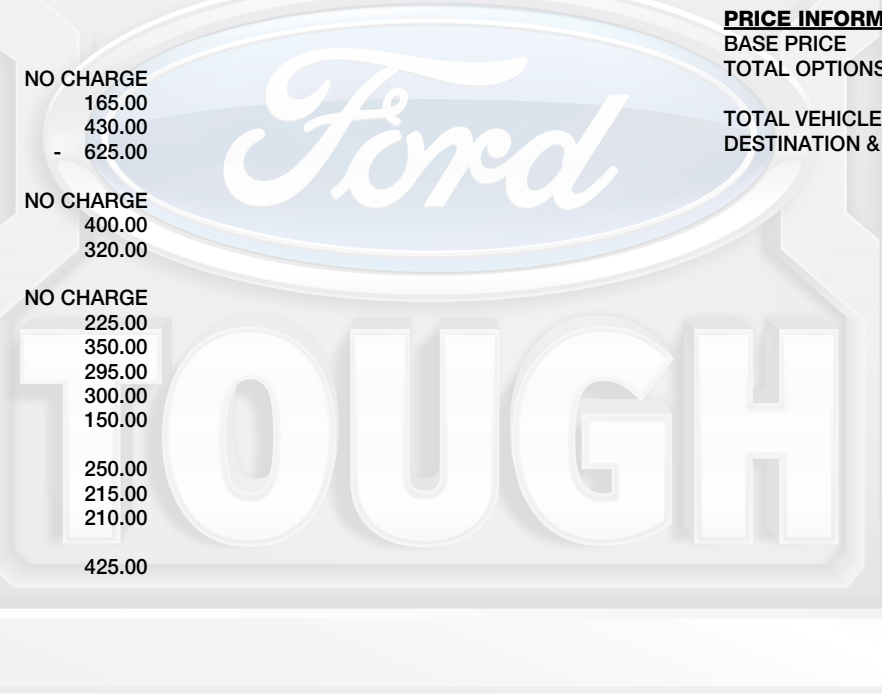 PRICE INFORM
BASE PRICE
TOTAL OPTIONS
TOTAL VEHICLE
DESTINATION &
NO CHARGE
165.00
430.00
- 625.00
NO CHARGE
400.00
320.00
NO CHARGE
225.00
350.00
295.00
300.00
150.00
250.00
215.00
210.00
425.00
Ford
TOUGH